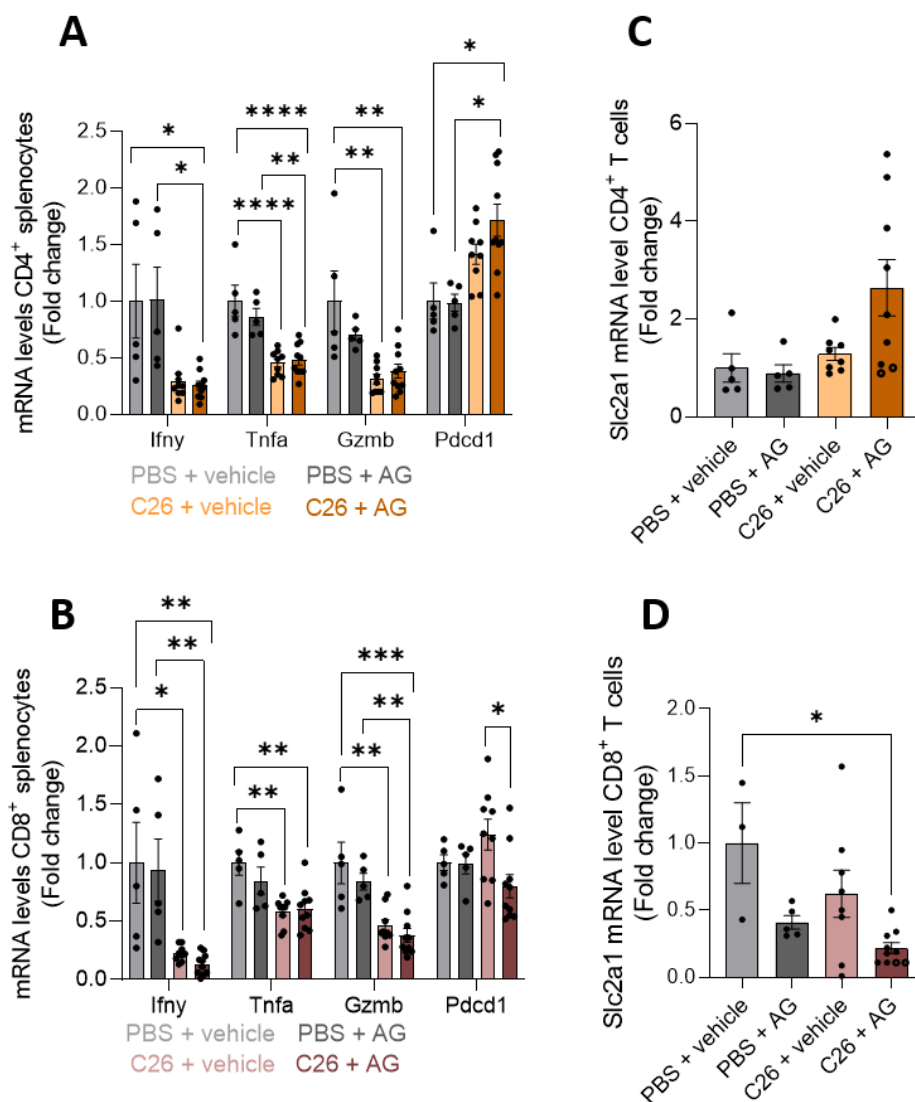 A
mRNA levels CD4+ splenocytes
(Fold change)
2.5
2.0
1.5
1.0
0.5
0.0
*
*
****
**
****
**
**
*
*
Ifny
Tnfa
Gzmb
Pdcd1
PBS + vehicle
PBS + AG
C26 + vehicle
C26 + AG
C
Slc2a1 mRNA level CD4+ T cells
(Fold change)
6
4
2
0
PBS + vehicle
PBS + AG
C26 + vehicle
C26 + AG
B
mRNA levels CD8+ splenocytes
(Fold change)
2.5
2.0
1.5
1.0
0.5
0.0
**
**
*
**
**
***
**
**
*
Ifny
Tnfa
Gzmb
Pdcd1
PBS + vehicle
PBS + AG
C26 + vehicle
C26 + AG
D
Slc2a1 mRNA level CD8+ T cells
(Fold change)
2.0
1.5
1.0
0.5
0.0
*
PBS + vehicle
PBS + AG
C26 + vehicle
C26 + AG